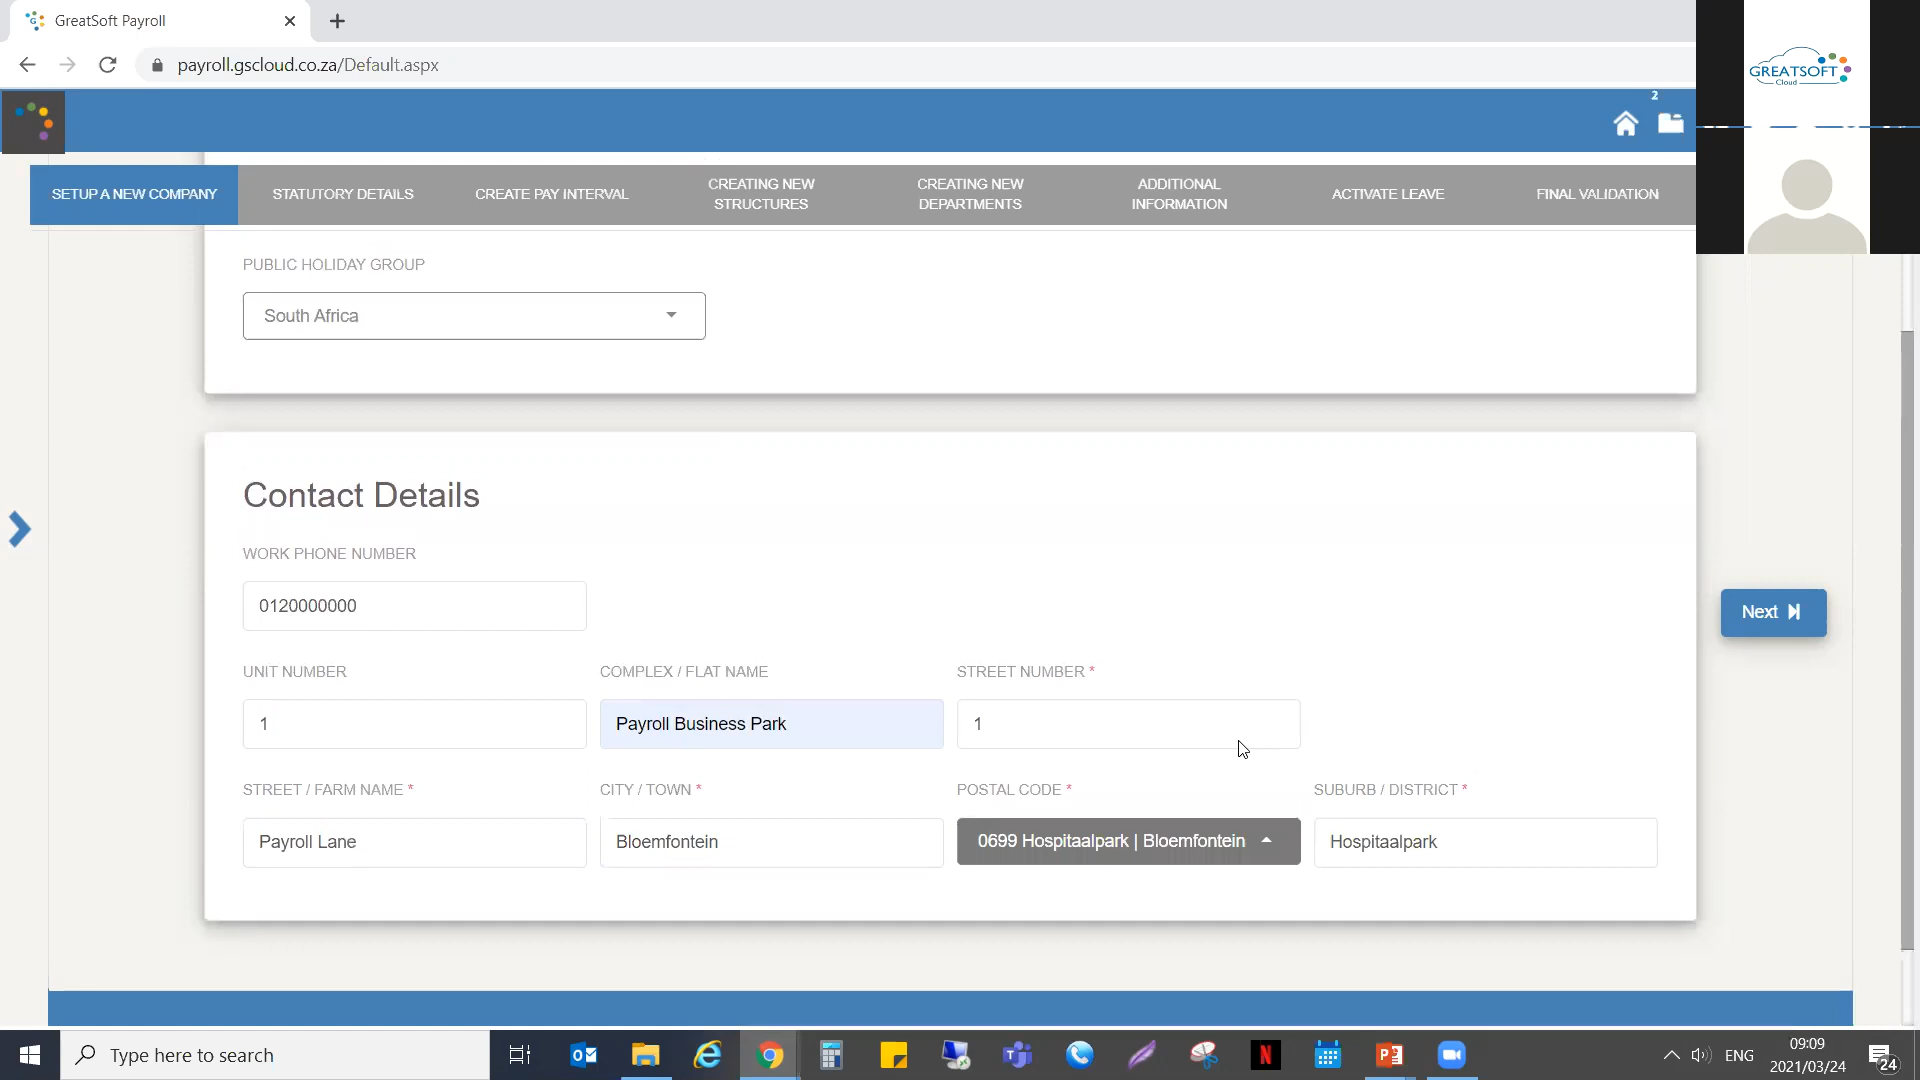 GreatSoft Payroll
payroll.gscloud.co.za/Default.aspx
GREATSOFT
Cloud
2
SETUP A NEW COMPANY
STATUTORY DETAILS
CREATE PAY INTERVAL
CREATING NEW
STRUCTURES
CREATING NEW
DEPARTMENTS
ADDITIONAL
INFORMATION
ACTIVATE LEAVE
FINAL VALIDATION
PUBLIC HOLIDAY GROUP
South Africa
Contact Details
WORK PHONE NUMBER
0120000000
Next
UNIT NUMBER
COMPLEX / FLAT NAME
STREET NUMBER *
1
Payroll Business Park
1
STREET / FARM NAME *
CITY / TOWN *
POSTAL CODE *
SUBURB / DISTRICT *
Payroll Lane
Bloemfontein
0699 Hospitaalpark | Bloemfontein
Hospitaalpark
Type here to search
ENG
09:09
2021/03/24
24